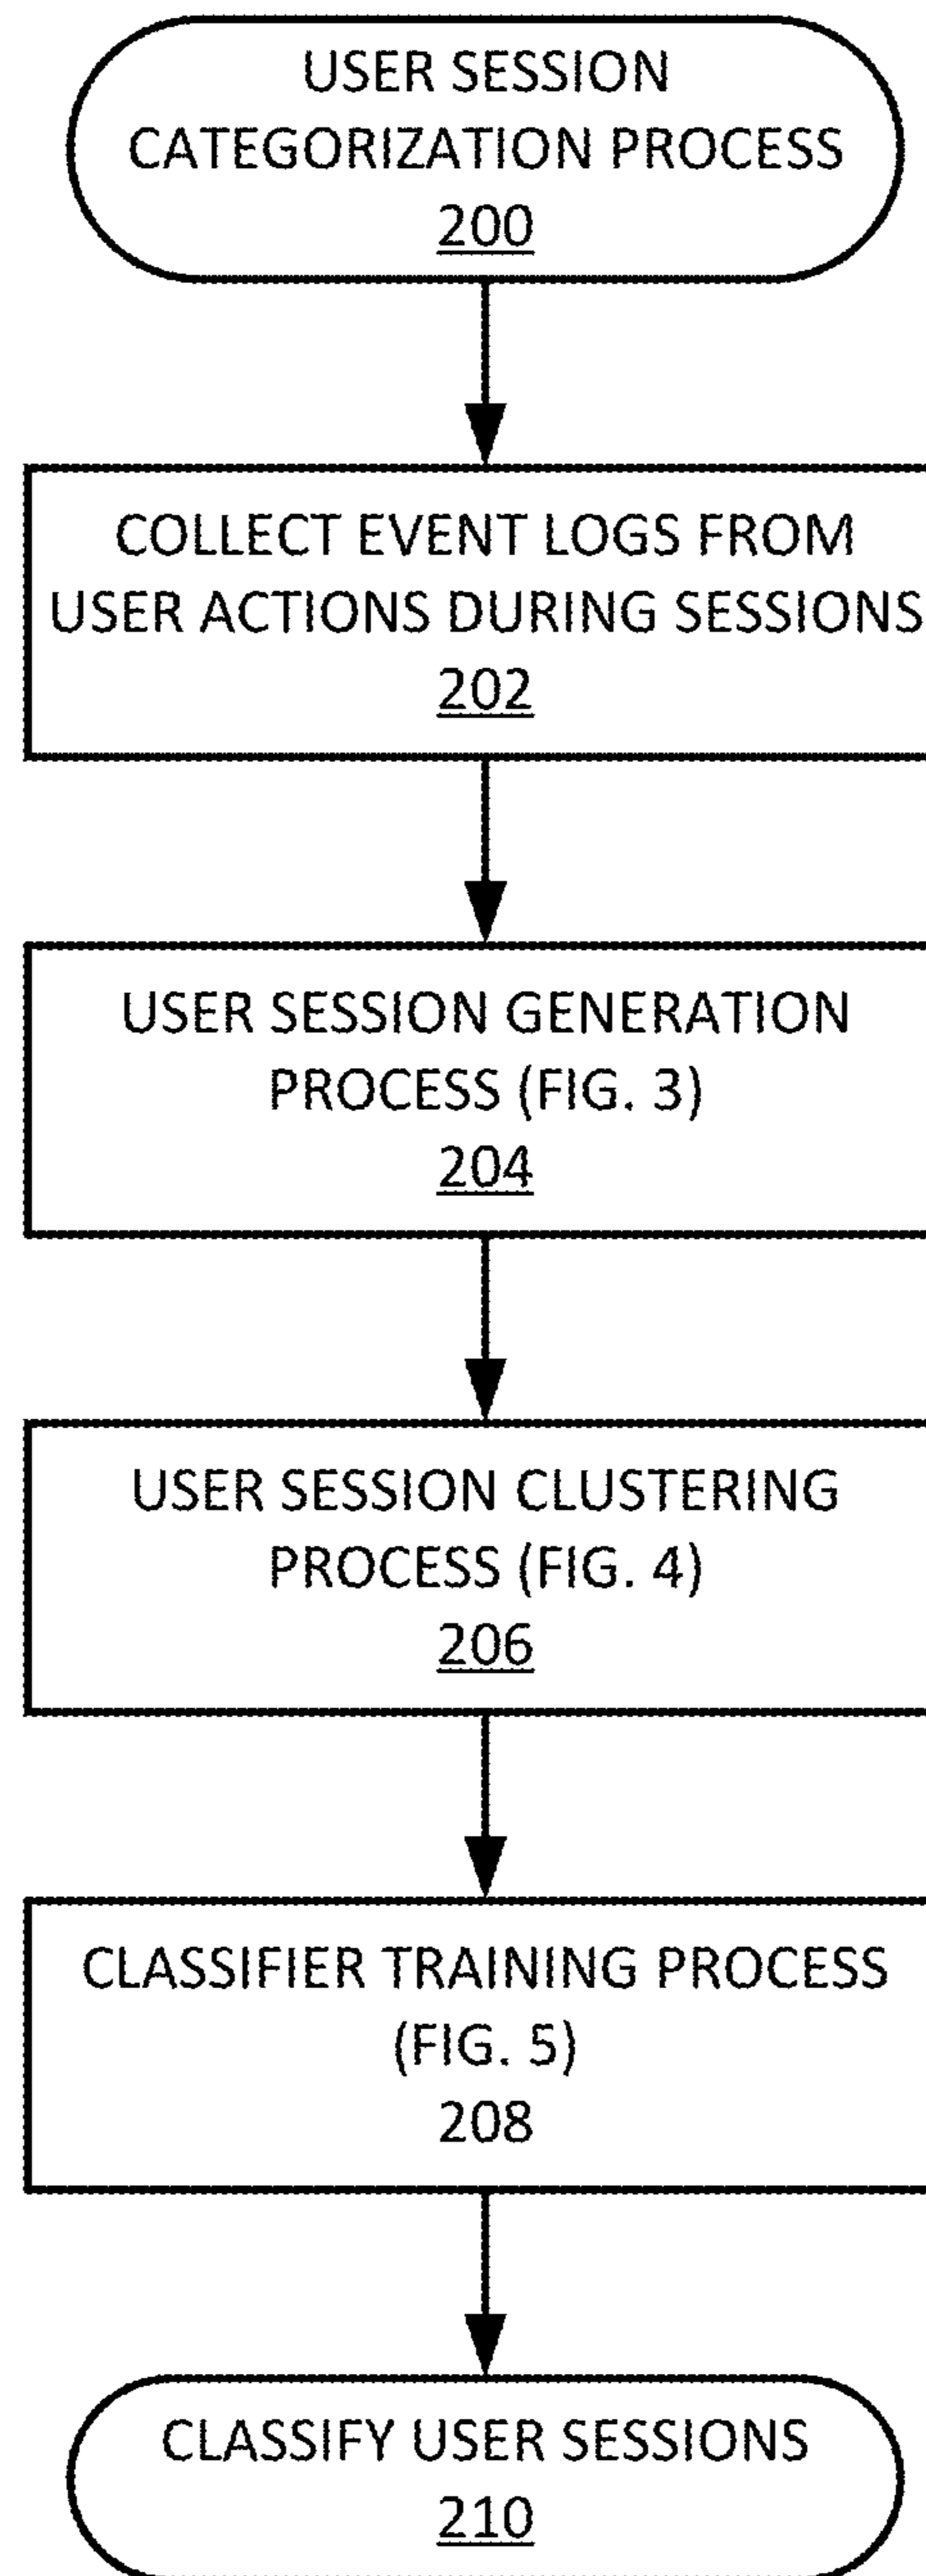 USER SESSION
CATEGORIZATION PROCESS
200
COLLECT EVENT LOGS FROM
USER ACTIONS DURING SESSIONS
202
USER SESSION GENERATION
PROCESS (FIG. 3)
204
USER SESSION CLUSTERING
PROCESS (FIG. 4)
206
CLASSIFIER TRAINING PROCESS
(FIG. 5)
208
CLASSIFY USER SESSIONS
210